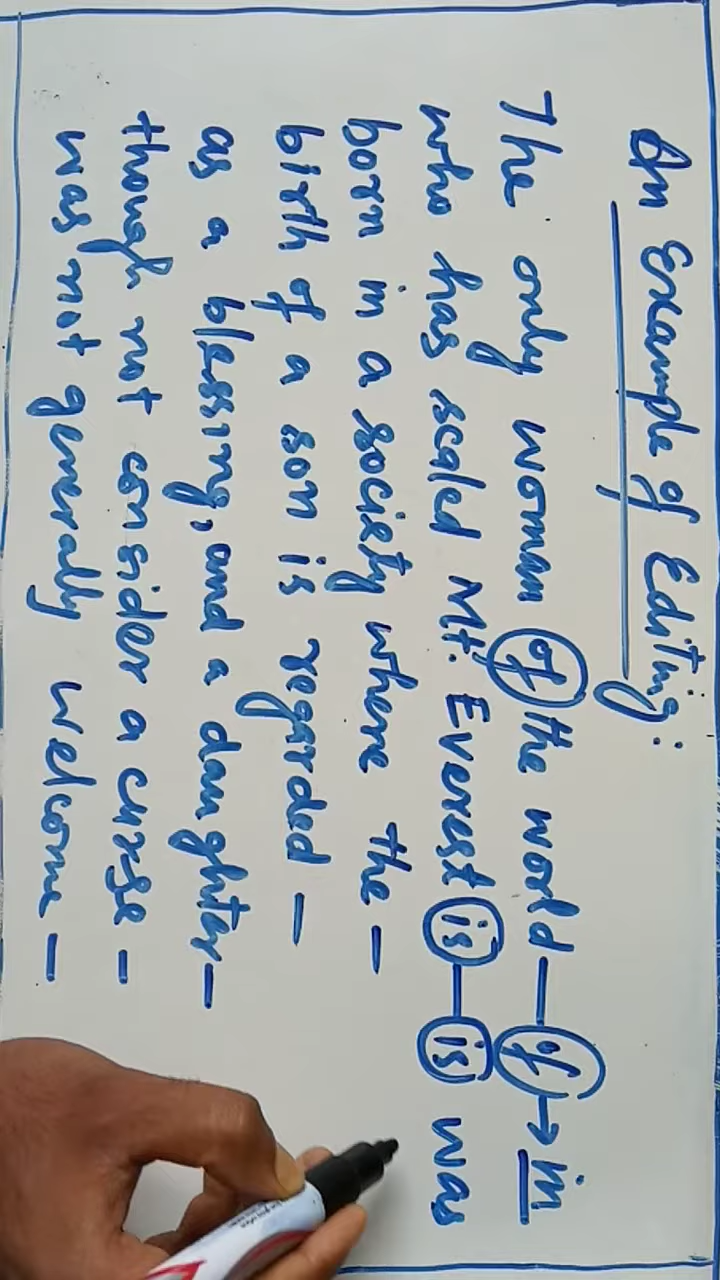 An Example of Editing:
The only woman of the world — of → in
who has scaled Mt. Everest is — is was
born in a society where the —
birth of a son is regarded —
as a blessing, and a daughter —
though not consider a curse —
was not generally welcome —